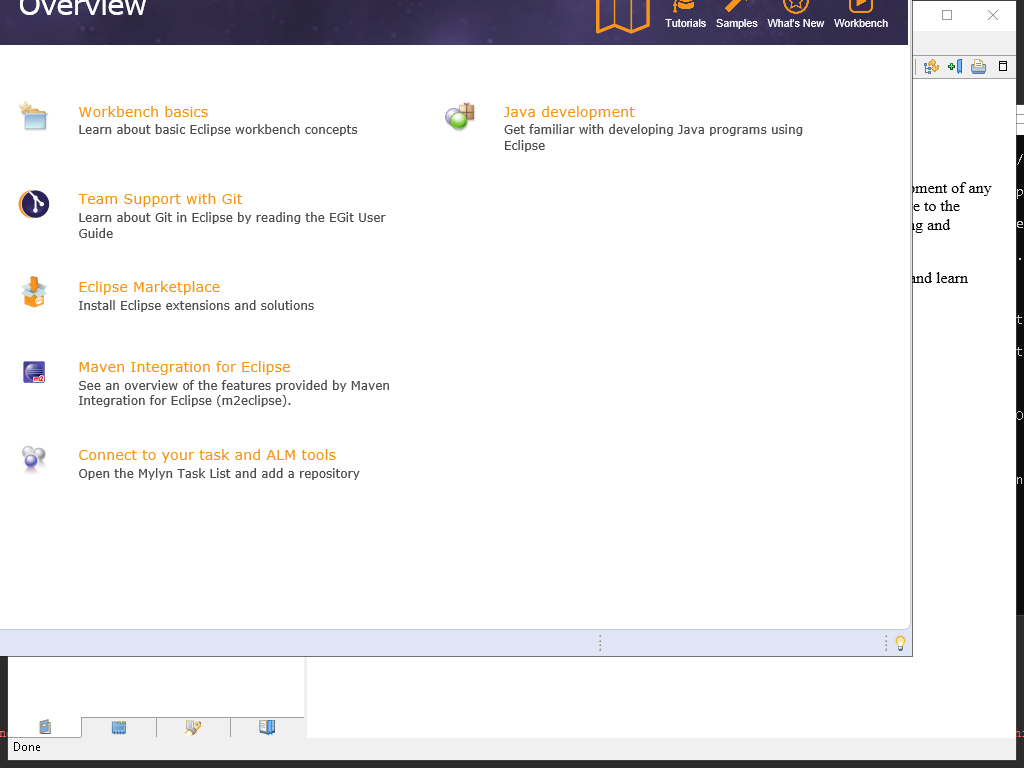 Overview
Tutorials
Samples
What's New
Workbench
Workbench basics
Learn about basic Eclipse workbench concepts
Java development
Get familiar with developing Java programs using
Eclipse
Team Support with Git
Learn about Git in Eclipse by reading the EGit User
Guide
Eclipse Marketplace
Install Eclipse extensions and solutions
Maven Integration for Eclipse
See an overview of the features provided by Maven
Integration for Eclipse (m2eclipse).
Connect to your task and ALM tools
Open the Mylyn Task List and add a repository
of any
to the
and
and learn
Done